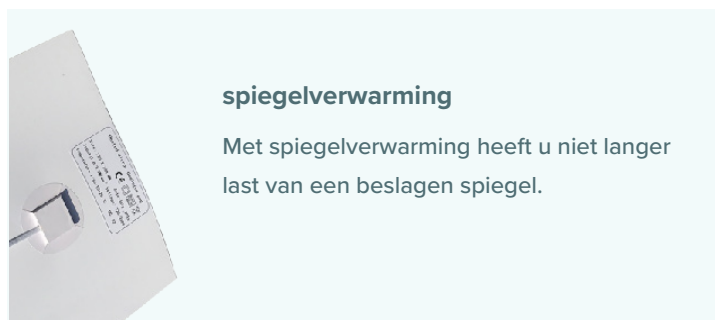 spiegelverwarming
Met spiegelverwarming heeft u niet langer
last van een beslagen spiegel.